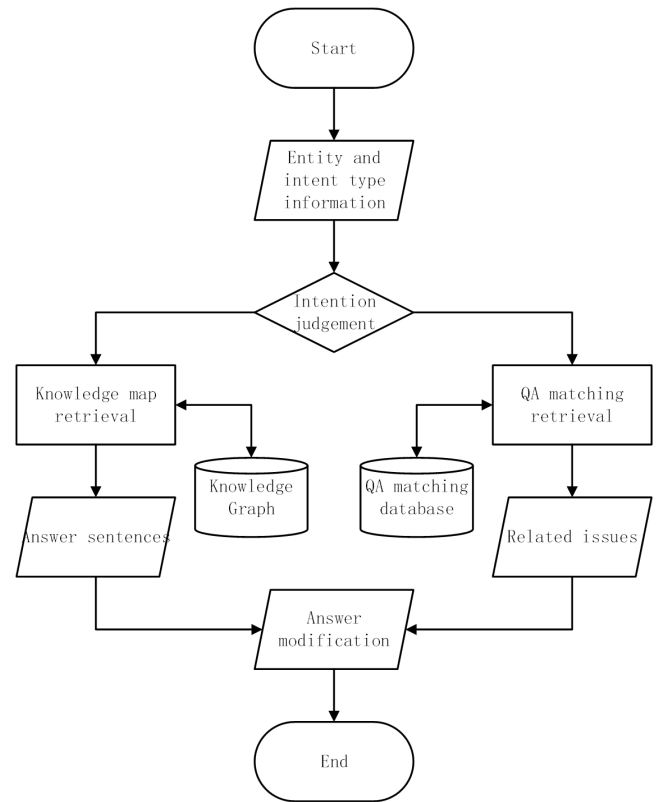 Start
Entity and
intent type
information
Intention
judgement
Knowledge map
retrieval
QA matching
retrieval
Knowledge
Graph
QA matching
database
Answer sentences
Related issues
Answer
modification
End